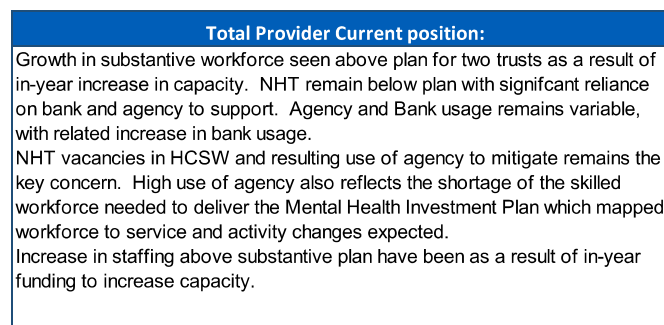 Total Provider Current position:
Growth in substantive workforce seen above plan for two trusts as a result of
in-year increase in capacity.  NHT remain below plan with signifcant reliance
on bank and agency to support.  Agency and Bank usage remains variable,
with related increase in bank usage.
NHT vacancies in HCSW and resulting use of agency to mitigate remains the
key concern.  High use of agency also reflects the shortage of the skilled
workforce needed to deliver the Mental Health Investment Plan which mapped
workforce to service and activity changes expected.
Increase in staffing above substantive plan have been as a result of in-year
funding to increase capacity.